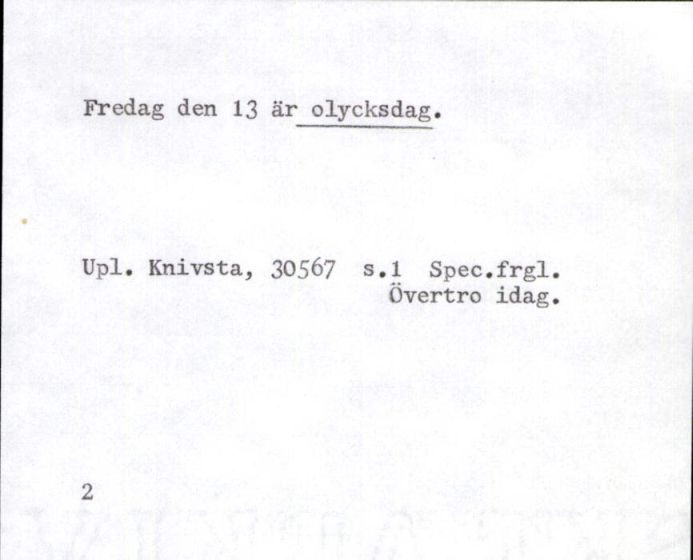 Fredag den 13 är olycksdag.
Upl. Knivsta, 30567 s.1 Spec.frgl.
Övertro idag.
2